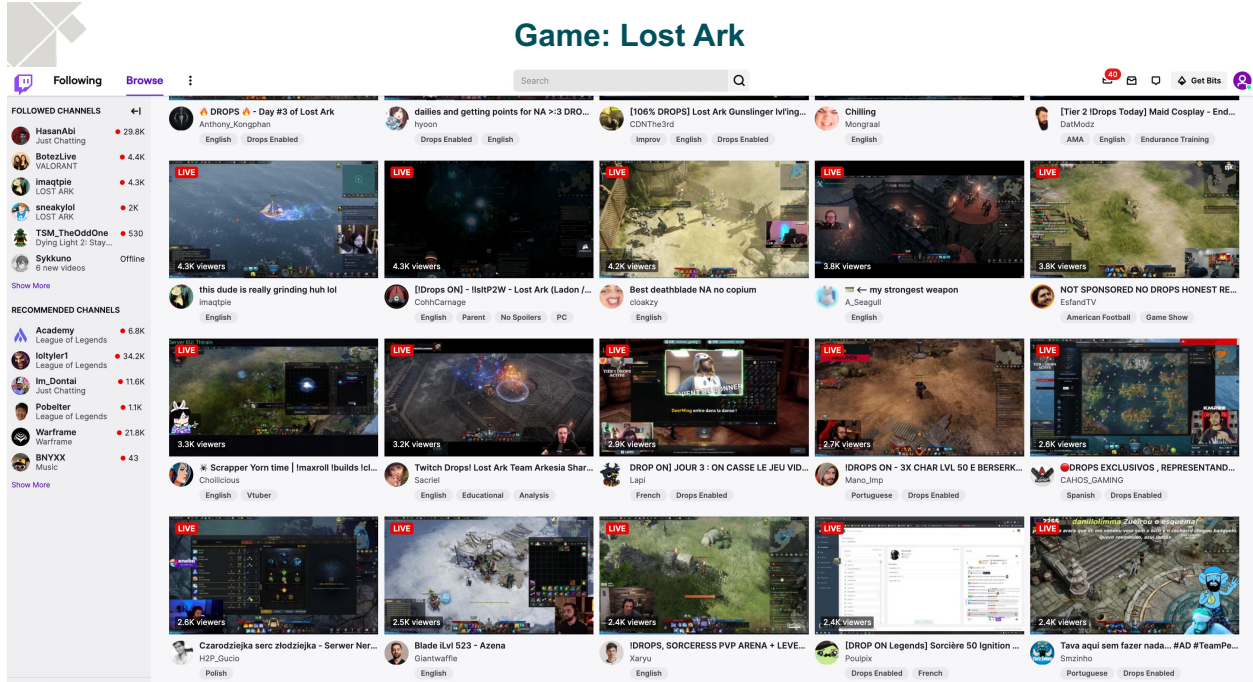 Game: Lost Ark
Following
Browse
Search
40
Get Bits
FOLLOWED CHANNELS
HasanAbi
29.8K
Just Chatting
BotezLive
4.4K
VALORANT
imaqtpie
4.3K
LOST ARK
sneakylol
2K
LOST ARK
TSM_TheOddOne
530
Dying Light 2: Stay...
Sykkuno
Offline
6 new videos
Show More
RECOMMENDED CHANNELS
Academy
6.8K
League of Legends
loltyler1
34.2K
League of Legends
Im_Dontai
11.6K
Just Chatting
Pobelter
1.1K
League of Legends
Warframe
21.8K
Warframe
BNYXX
43
Music
Show More
🔥 DROPS 🔥 - Day #3 of Lost Ark
Anthony_Kongphan
English Drops Enabled
dailies and getting points for NA >:3 DRO...
hyoon
Drops Enabled English
[106% DROPS] Lost Ark Gunslinger lvl'ing...
CDNThe3rd
Improv English Drops Enabled
Chilling
Mongraal
English
[Tier 2 !Drops Today] Maid Cosplay - End...
DatModz
AMA English Endurance Training
LIVE
4.3K viewers
this dude is really grinding huh lol
imaqtpie
English
LIVE
4.3K viewers
[!Drops ON] - !IsItP2W - Lost Ark (Ladon /...
CohhCarnage
English Parent No Spoilers PC
LIVE
4.2K viewers
Best deathblade NA no copium
cloakzy
English
LIVE
3.8K viewers
← my strongest weapon
A_Seagull
English
LIVE
3.8K viewers
NOT SPONSORED NO DROPS HONEST RE...
EsfandTV
American Football Game Show
Server EU: Thirain
LIVE
3.3K viewers
Scrapper Yorn time | !maxroll !builds !cl...
Choilicious
English Vtuber
LIVE
3.2K viewers
Twitch Drops! Lost Ark Team Arkesia Shar...
Sacriel
English Educational Analysis
LIVE
TIER 1 DROPS
ACTIVE
entre dans la danse !
2.9K viewers
DROP ON] JOUR 3 : ON CASSE LE JEU VID...
Lapi
French Drops Enabled
LIVE
2.7K viewers
!DROPS ON - 3X CHAR LVL 50 E BERSERK...
Mano_Imp
Portuguese Drops Enabled
LIVE
2.6K viewers
🔴DROPS EXCLUSIVOS , REPRESENTAND...
CAHOS_GAMING
Spanish Drops Enabled
LIVE
eneba
2.6K viewers
Czarodziejka serc złodziejka - Serwer Ner...
H2P_Gucio
Polish
LIVE
2.5K viewers
Blade iLvl 523 - Azena
Giantwaffle
English
LIVE
2.4K viewers
!DROPS, SORCERESS PVP ARENA + LEVE...
Xaryu
English
LIVE
2.4K viewers
[DROP ON Legends] Sorcière 50 Ignition ...
Poulpix
Drops Enabled French
danilolimma Zuelrou o esquema!
LIVE
2.4K viewers
Tava aqui sem fazer nada... #AD #TeamPe...
Smzinho
Portuguese Drops Enabled